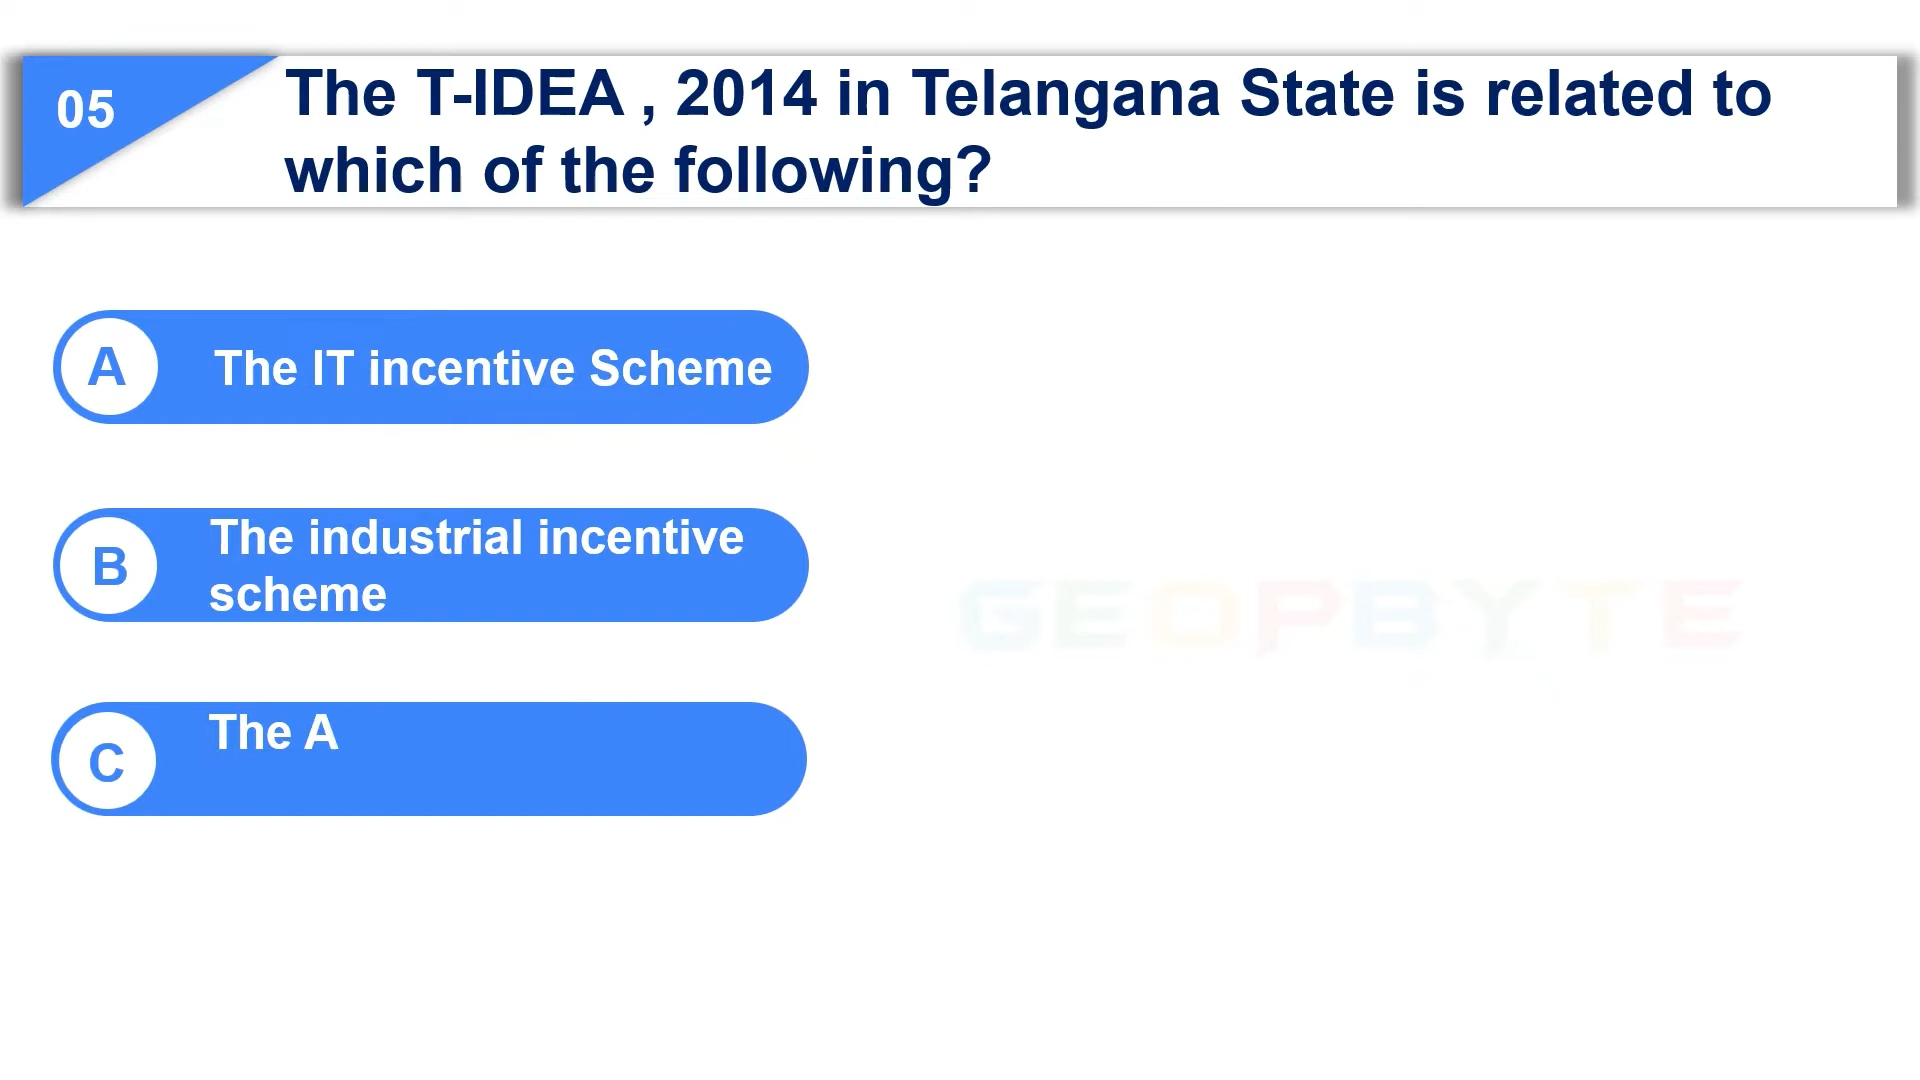 05
The T-IDEA , 2014 in Telangana State is related to
which of the following?
A
The IT incentive Scheme
B
The industrial incentive
scheme
GEOPBYTE
C
The A